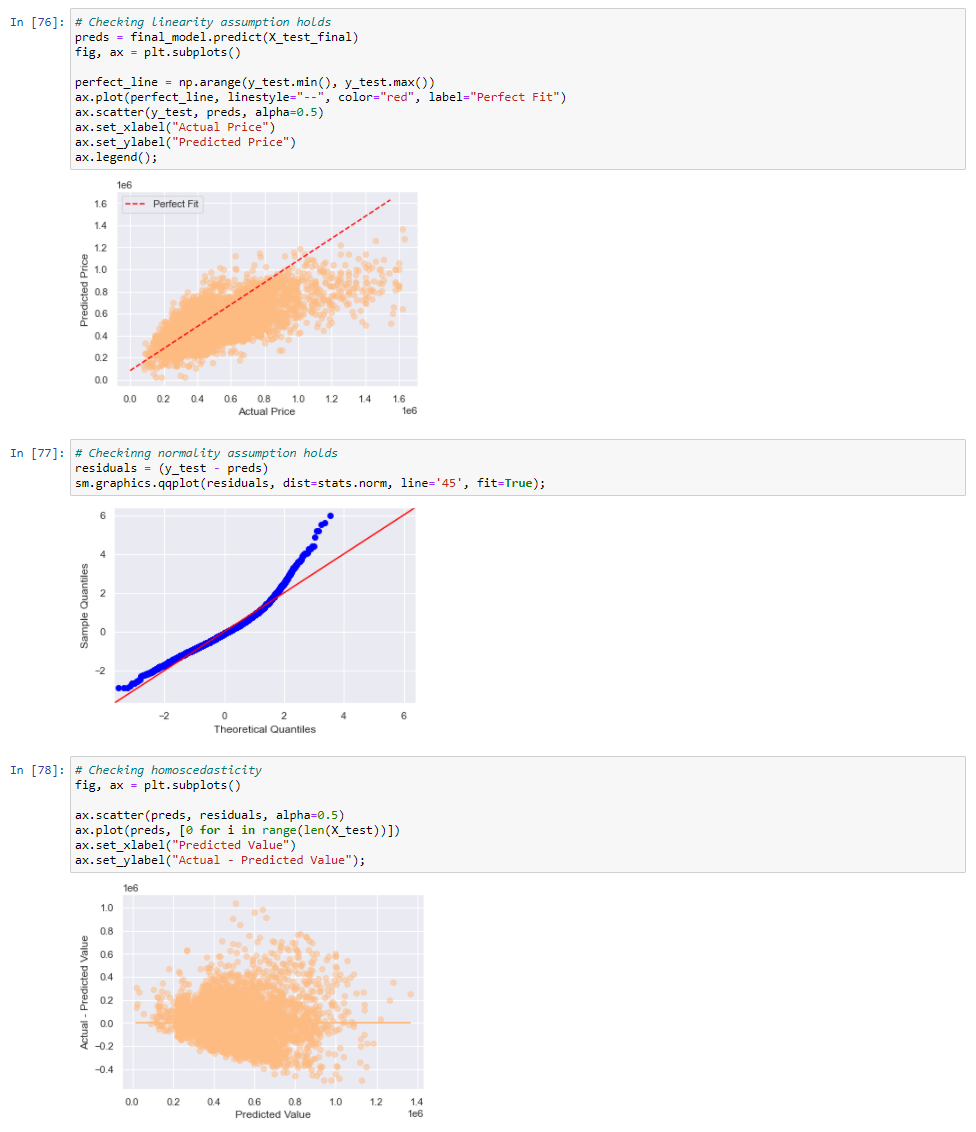 In [76]: # Checking linearity assumption holds
preds = final_model.predict(X_test_final)
fig, ax = plt.subplots()
perfect_line = np.arange(y_test.min(), y_test.max())
ax.plot(perfect_line, linestyle="--", color="red", label="Perfect Fit")
ax.scatter(y_test, preds, alpha=0.5)
ax.set_xlabel("Actual Price")
ax.set_ylabel("Predicted Price")
ax.legend();
1e6
Perfect Fit
1.6
1.4
1.2
1.0
0.8
0.6
0.4
0.2
0.0
Predicted Price
0.0 0.2 0.4 0.6 0.8 1.0 1.2 1.4 1.6
Actual Price 1e6
In [77]: # Checkinng normality assumption holds
residuals = (y_test - preds)
sm.graphics.qqplot(residuals, dist=stats.norm, line='45', fit=True);
6
4
2
0
−2
Sample Quantiles
−2 0 2 4 6
Theoretical Quantiles
In [78]: # Checking homoscedasticity
fig, ax = plt.subplots()
ax.scatter(preds, residuals, alpha=0.5)
ax.plot(preds, [0 for i in range(len(X_test))])
ax.set_xlabel("Predicted Value")
ax.set_ylabel("Actual - Predicted Value");
1e6
1.0
0.8
0.6
0.4
0.2
0.0
−0.2
−0.4
Actual - Predicted Value
0.0 0.2 0.4 0.6 0.8 1.0 1.2 1.4
Predicted Value 1e6